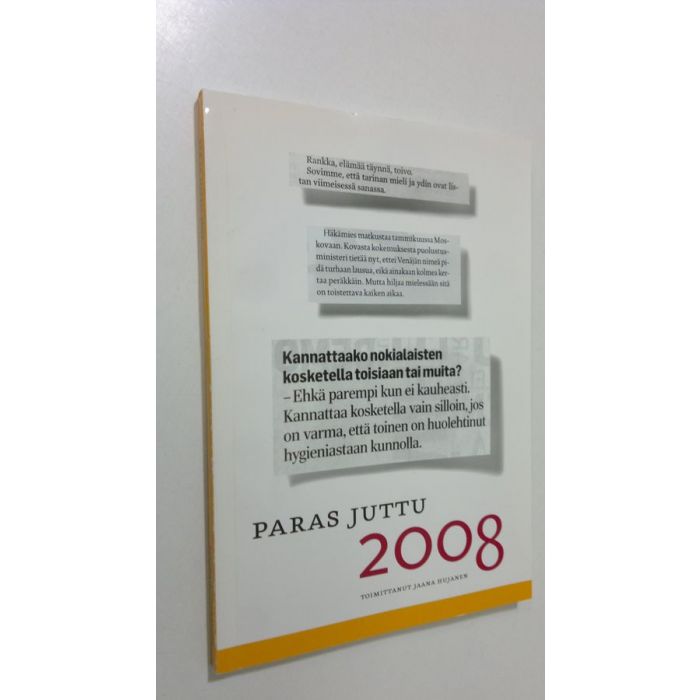 Rankka, elämää täynnä, toivo.
Sovimme, että tarinan mieli ja ydin ovat lis-
tan viimeisessä sanassa.
Häkämies matkustaa tammikuussa Mos-
kovaan. Kovasta kokemuksesta puolustus-
ministeri tietää nyt, ettei Venäjän nimeä pi-
dä turhaan lausua, eikä ainakaan kolmea ker-
taa peräkkäin. Mutta hiljaa mielessään sitä
on toistettava kaiken aikaa.
Kannattaako nokialaisten
kosketella toisiaan tai muita?
– Ehkä parempi kun ei kauheasti.
Kannattaa kosketella vain silloin, jos
on varma, että toinen on huolehtinut
hygieniastaan kunnolla.
PARAS JUTTU
2008
TOIMITTANUT JAANA HUJANEN